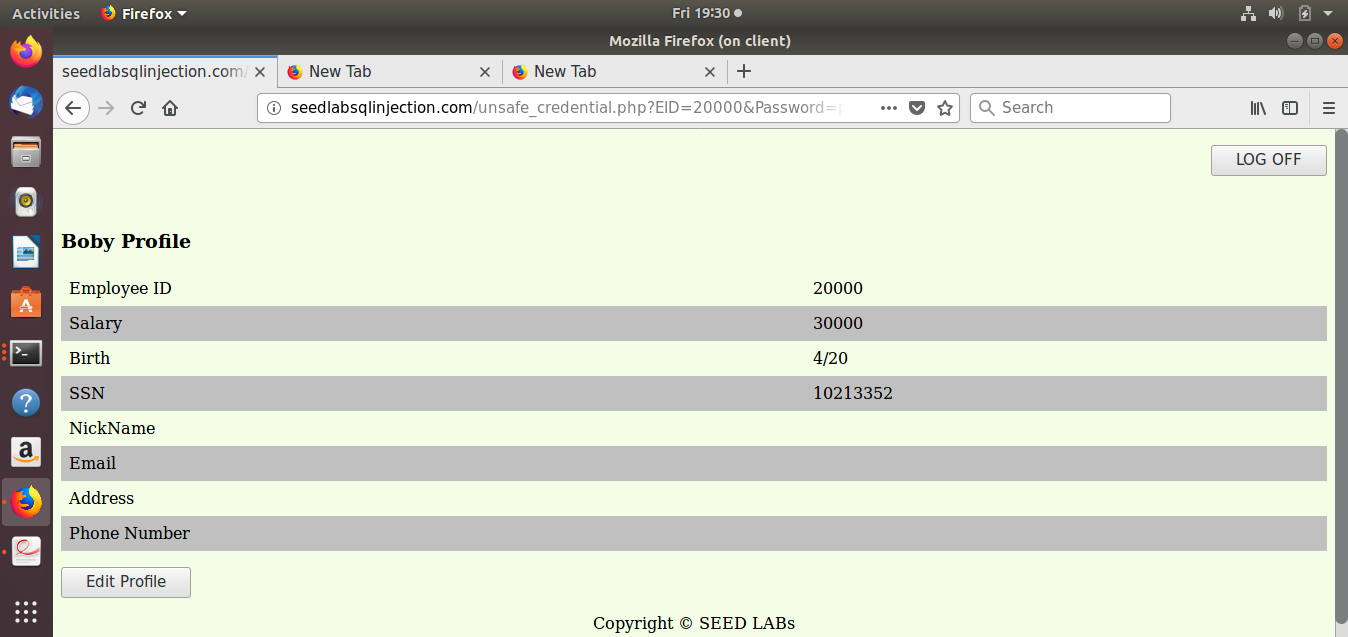 Activities Firefox Fri 19:30
Mozilla Firefox (on client)
seedlabsqlinjection.com/ New Tab New Tab
seedlabsqlinjection.com/unsafe_credential.php?EID=20000&Password= Search
LOG OFF
Boby Profile
Employee ID 20000
Salary 30000
Birth 4/20
SSN 10213352
NickName
Email
Address
Phone Number
Edit Profile
Copyright © SEED LABs